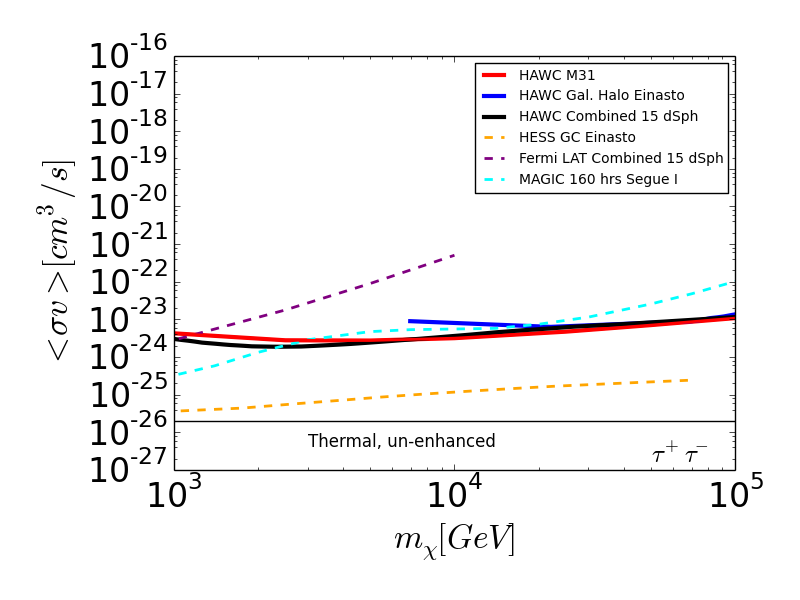 10^-16
10^-17
10^-18
10^-19
10^-20
10^-21
10^-22
10^-23
10^-24
10^-25
10^-26
10^-27
<σv>[cm^3/s]
HAWC M31
HAWC Gal. Halo Einasto
HAWC Combined 15 dSph
HESS GC Einasto
Fermi LAT Combined 15 dSph
MAGIC 160 hrs Segue I
Thermal, un-enhanced
τ^+ τ^-
10^3 10^4 10^5
m_χ[GeV]